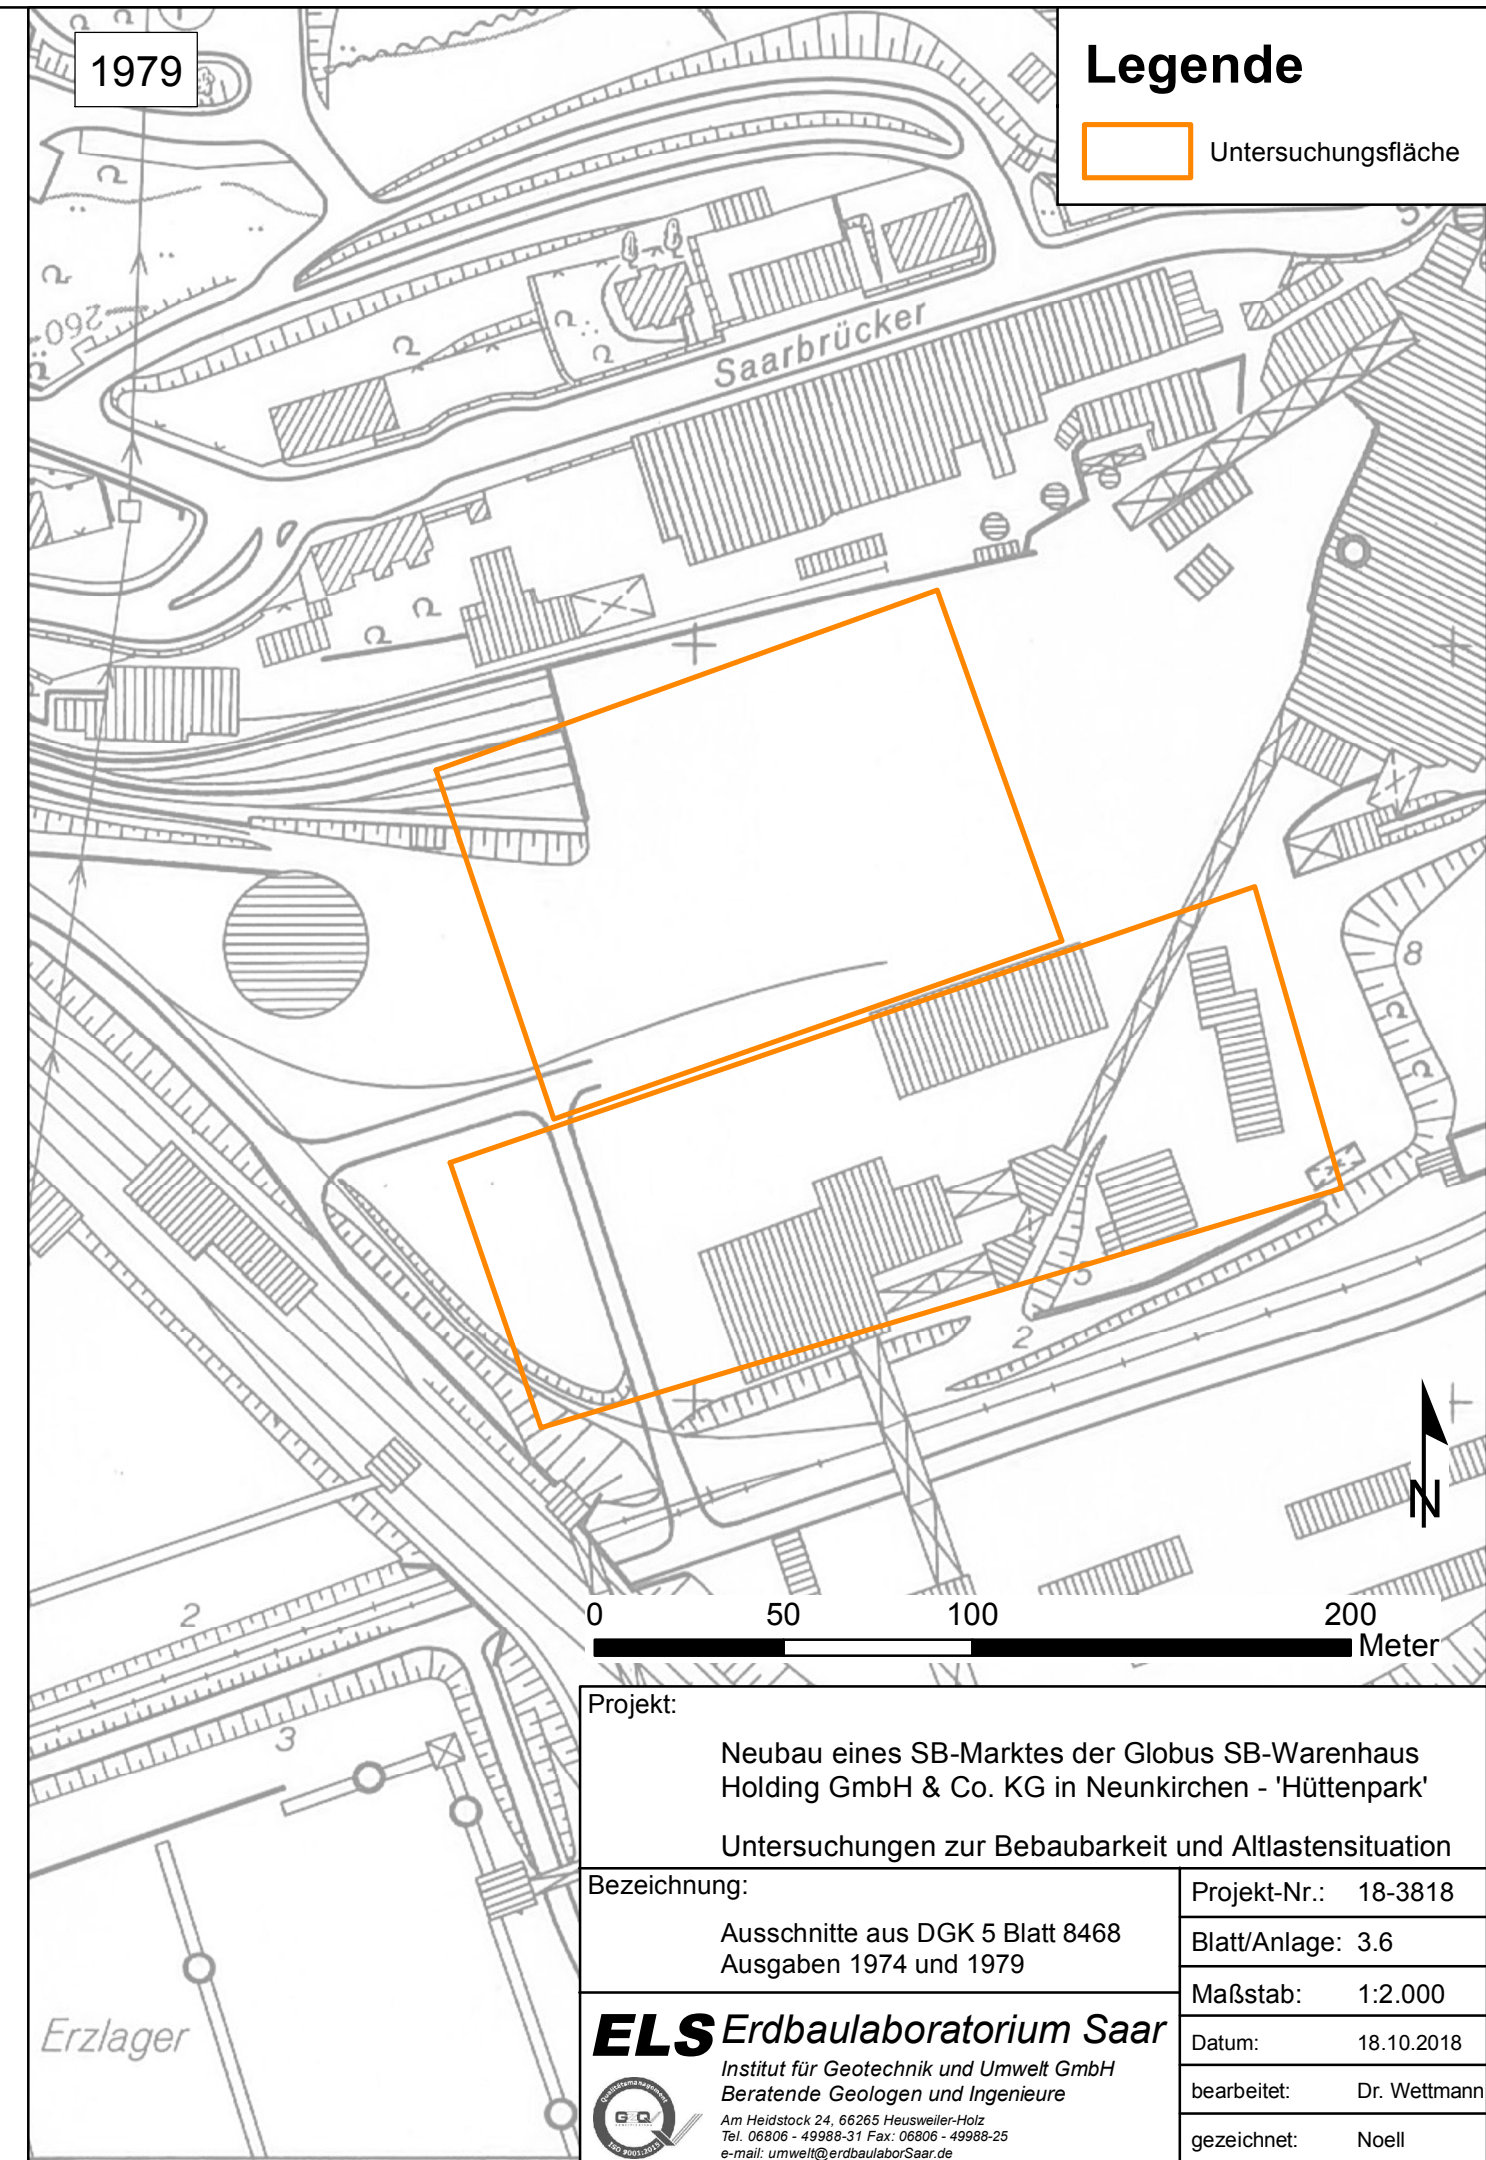 1979
Legende
Untersuchungsfläche
260
Saarbrücker
8
5
2
N
0 50 100 200
Meter
2
3
Erzlager
Projekt:
Neubau eines SB-Marktes der Globus SB-Warenhaus
Holding GmbH & Co. KG in Neunkirchen - 'Hüttenpark'
Untersuchungen zur Bebaubarkeit und Altlastensituation
Bezeichnung:
Ausschnitte aus DGK 5 Blatt 8468
Ausgaben 1974 und 1979
Projekt-Nr.: 18-3818
Blatt/Anlage: 3.6
Maßstab: 1:2.000
Datum: 18.10.2018
bearbeitet: Dr. Wettmann
gezeichnet: Noell
ELS Erdbaulaboratorium Saar
Institut für Geotechnik und Umwelt GmbH
Beratende Geologen und Ingenieure
Am Heidstock 24, 66265 Heusweiler-Holz
Tel. 06806 - 49988-31 Fax: 06806 - 49988-25
e-mail: umwelt@erdbaulaborSaar.de
Qualitätsmanagement
ISO 9001:2015